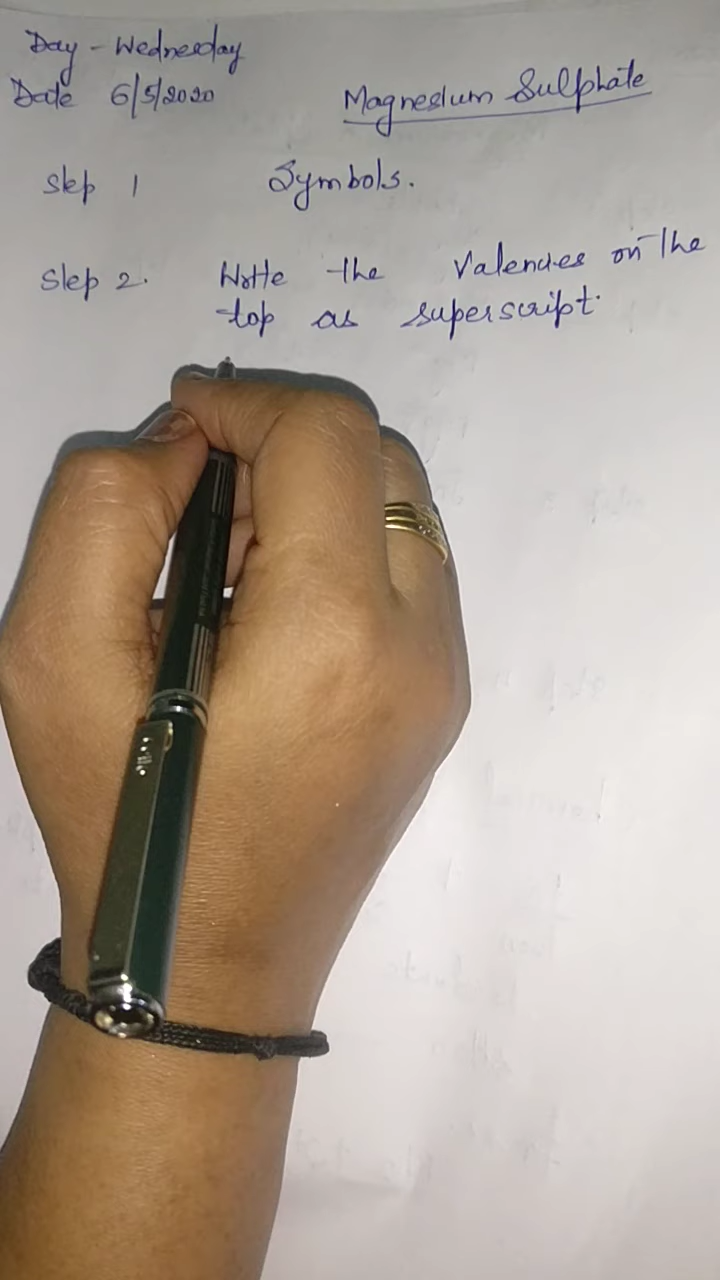 Day - Wednesday
Date 6/5/2020
Magnesium Sulphate
Step 1 Symbols.
Step 2. Write the Valencies on the
top as superscript.